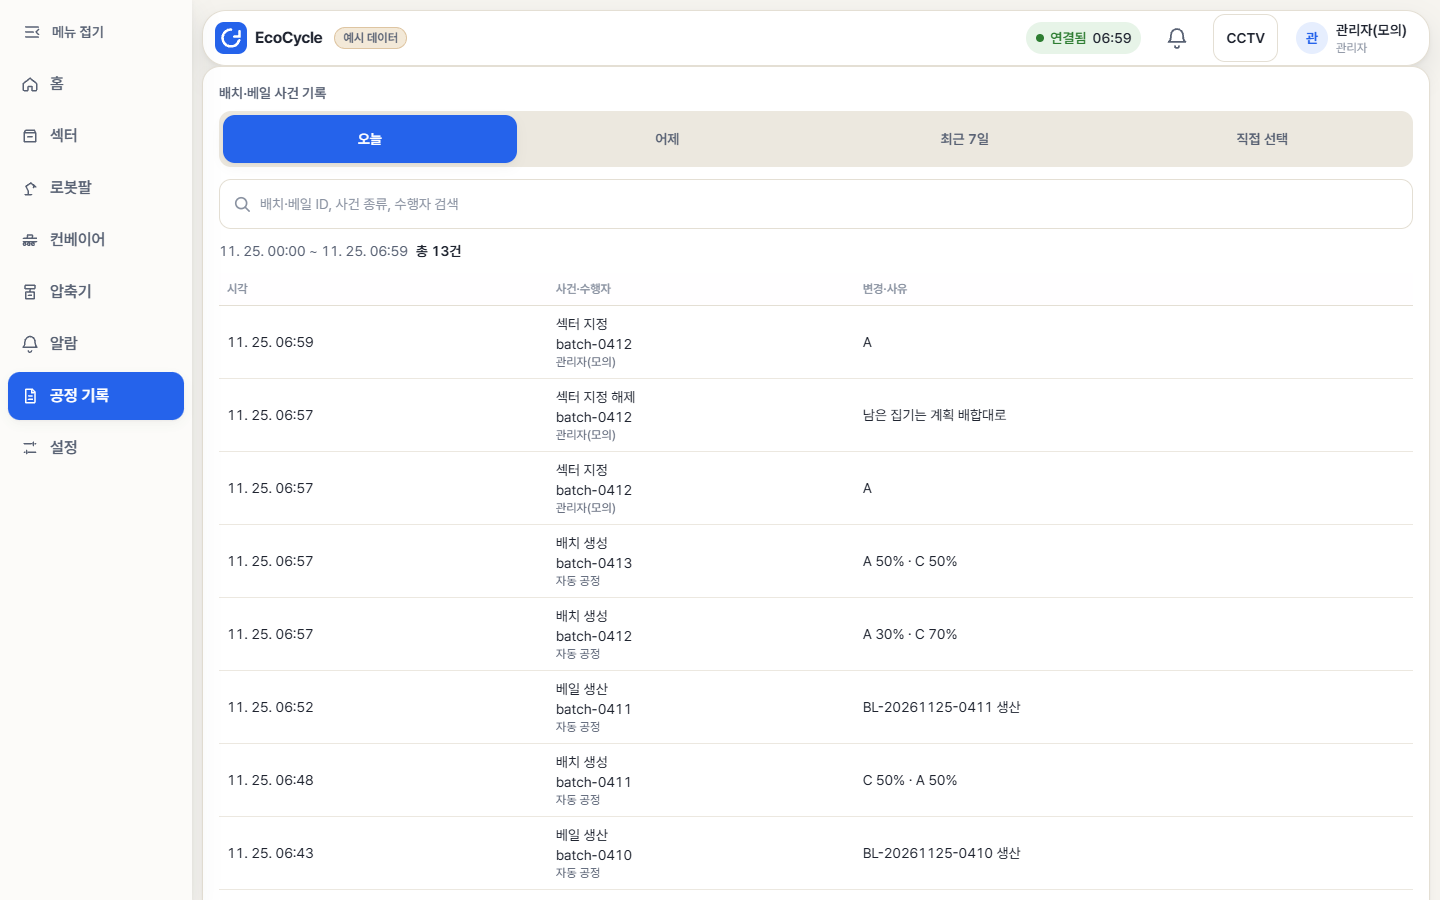 메뉴 접기
홈
섹터
로봇팔
컨베이어
압축기
알람
공정 기록
설정
EcoCycle 예시 데이터
연결됨 06:59
CCTV
관 관리자(모의)
관리자
배치·베일 사건 기록
오늘 어제 최근 7일 직접 선택
배치·베일 ID, 사건 종류, 수행자 검색
11. 25. 00:00 ~ 11. 25. 06:59 총 13건
시각 사건·수행자 변경·사유
섹터 지정
11. 25. 06:59 batch-0412 A
관리자(모의)
섹터 지정 해제
11. 25. 06:57 batch-0412 남은 집기는 계획 배합대로
관리자(모의)
섹터 지정
11. 25. 06:57 batch-0412 A
관리자(모의)
배치 생성
11. 25. 06:57 batch-0413 A 50% · C 50%
자동 공정
배치 생성
11. 25. 06:57 batch-0412 A 30% · C 70%
자동 공정
베일 생산
11. 25. 06:52 batch-0411 BL-20261125-0411 생산
자동 공정
배치 생성
11. 25. 06:48 batch-0411 C 50% · A 50%
자동 공정
베일 생산
11. 25. 06:43 batch-0410 BL-20261125-0410 생산
자동 공정